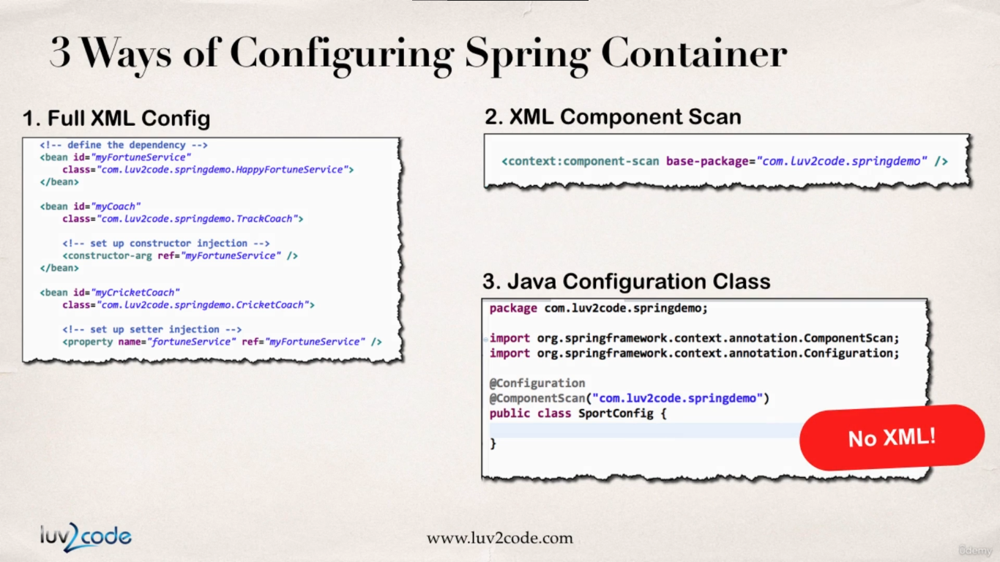 3 Ways of Configuring Spring Container
1. Full XML Config
<!-- define the dependency -->
<bean id="myFortuneService"
class="com.luv2code.springdemo.HappyFortuneService">
</bean>
<bean id="myCoach"
class="com.luv2code.springdemo.TrackCoach">
<!-- set up constructor injection -->
<constructor-arg ref="myFortuneService" />
</bean>
<bean id="myCricketCoach"
class="com.luv2code.springdemo.CricketCoach">
<!-- set up setter injection -->
<property name="fortuneService" ref="myFortuneService" />
2. XML Component Scan
<context:component-scan base-package="com.luv2code.springdemo" />
3. Java Configuration Class
package com.luv2code.springdemo;
import org.springframework.context.annotation.ComponentScan;
import org.springframework.context.annotation.Configuration;
@Configuration
@ComponentScan("com.luv2code.springdemo")
public class SportConfig {
}
No XML!
luv2code
www.luv2code.com
ûdemy